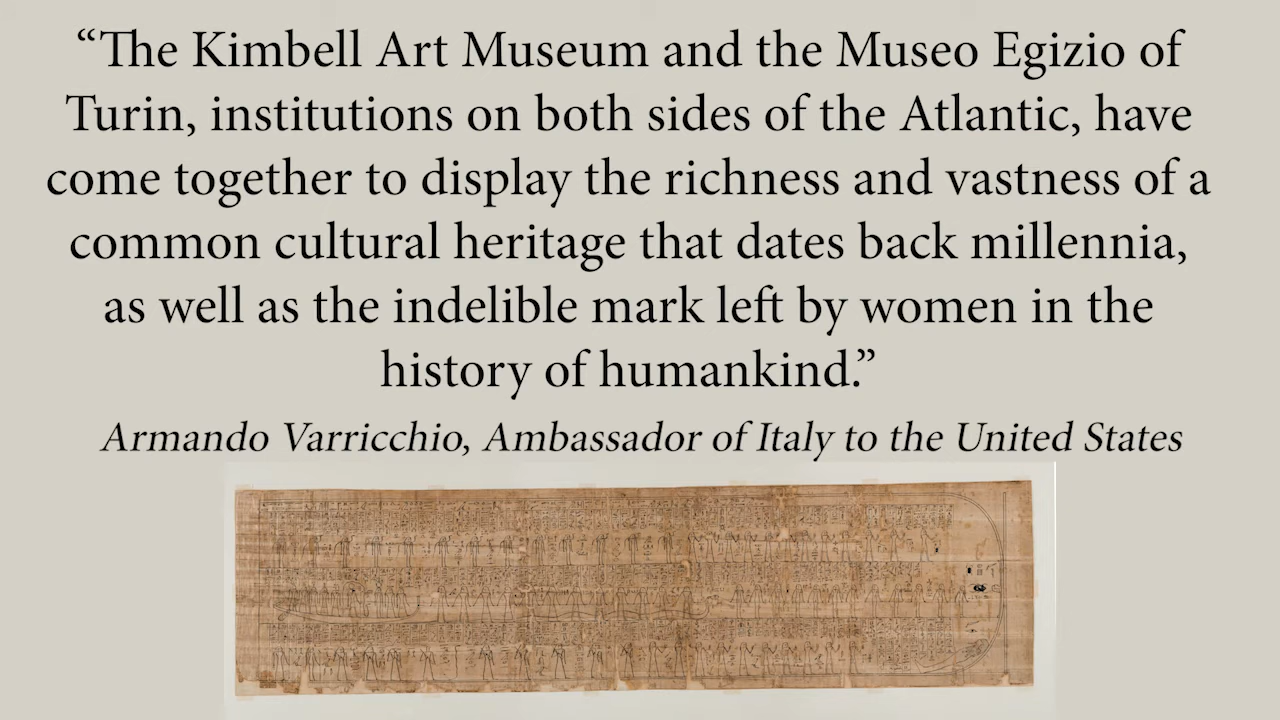 “The Kimbell Art Museum and the Museo Egizio of
Turin, institutions on both sides of the Atlantic, have
come together to display the richness and vastness of a
common cultural heritage that dates back millennia,
as well as the indelible mark left by women in the
history of humankind.”
Armando Varricchio, Ambassador of Italy to the United States